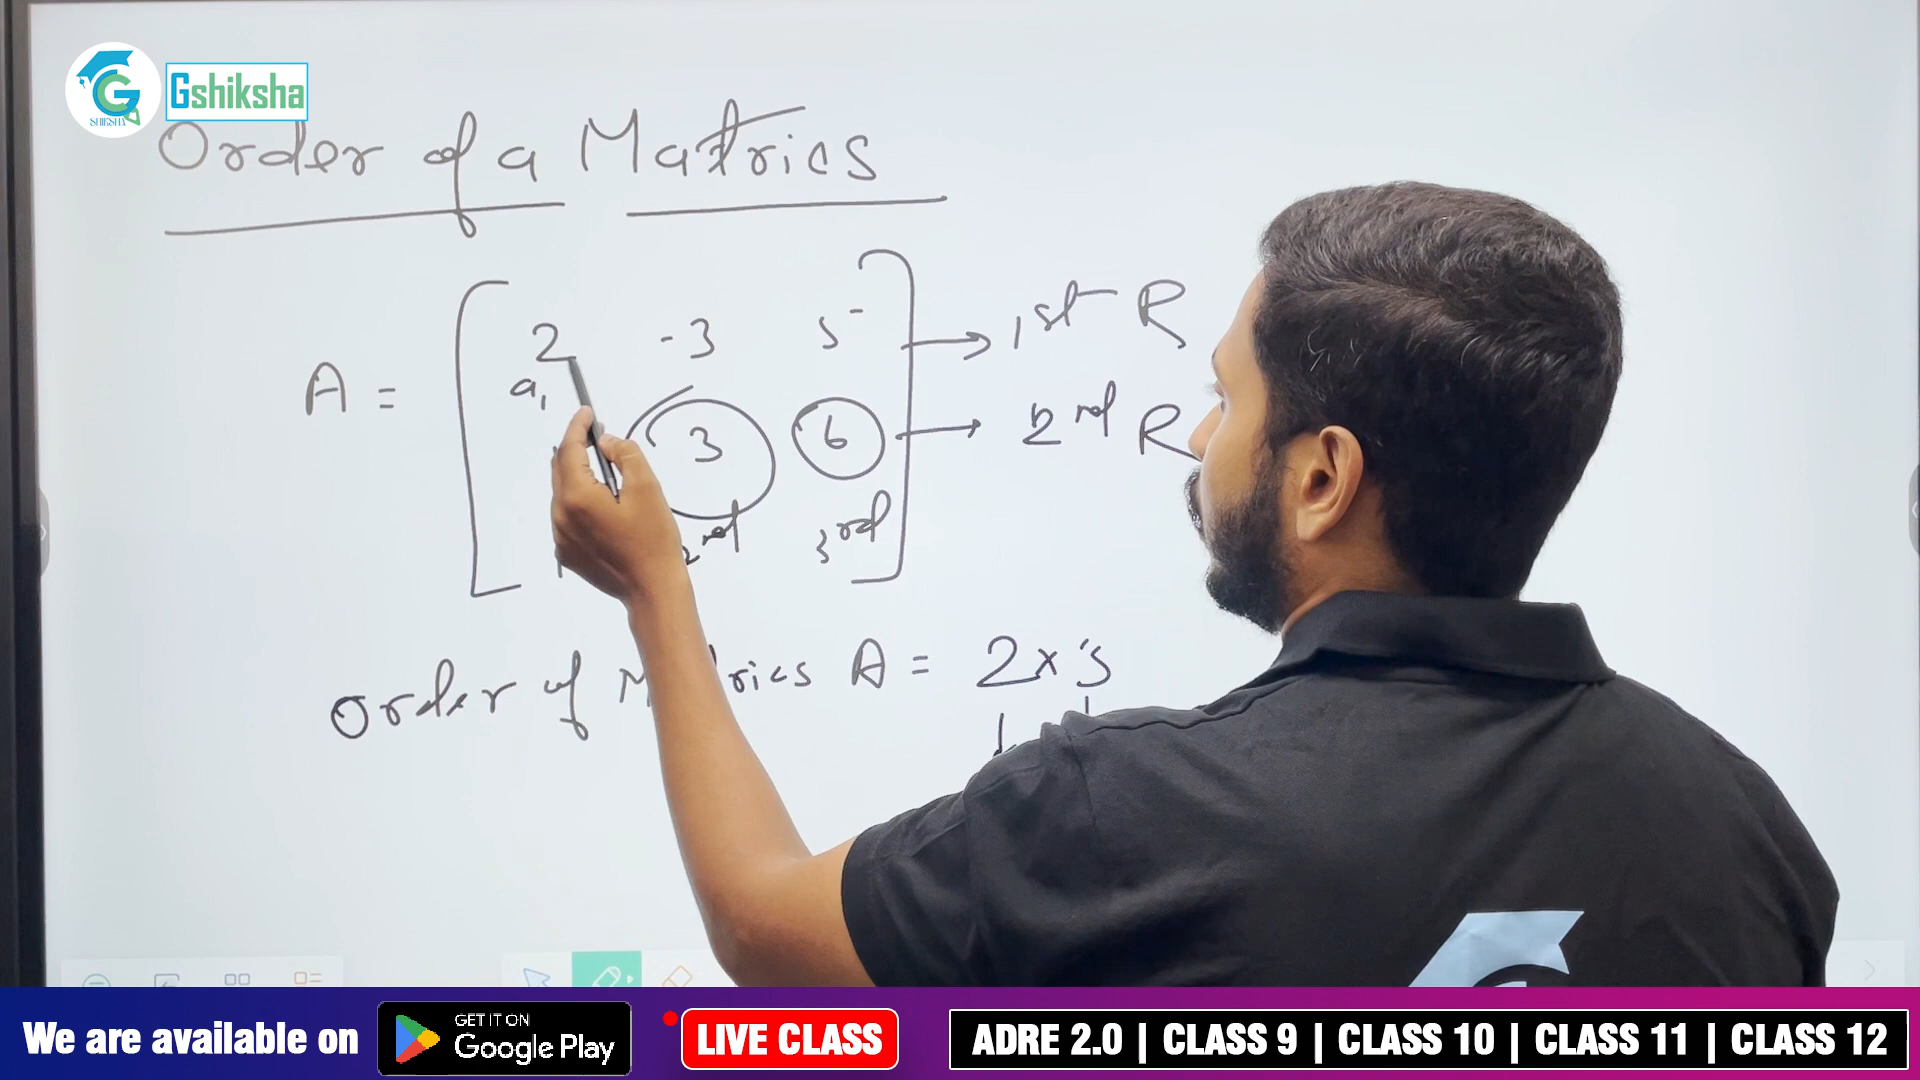 Gshiksha
SHIKSHA
Order of a Matrics
A = [ 2 -3 5 ] → 1st R
a1
3 6 → 2nd R
2nd 3rd
Order of Matrics A = 2x3
We are available on
GET IT ON
Google Play
LIVE CLASS
ADRE 2.0 | CLASS 9 | CLASS 10 | CLASS 11 | CLASS 12